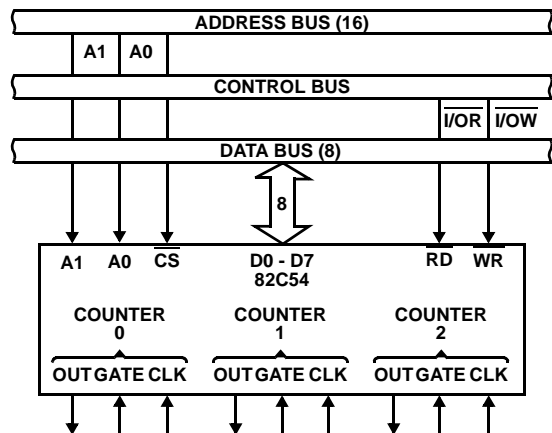 ADDRESS BUS (16)
A1 A0
CONTROL BUS
I/OR I/OW
DATA BUS (8)
8
A1 A0 CS D0 - D7 RD WR
82C54
COUNTER COUNTER COUNTER
0 1 2
OUT GATE CLK OUT GATE CLK OUT GATE CLK